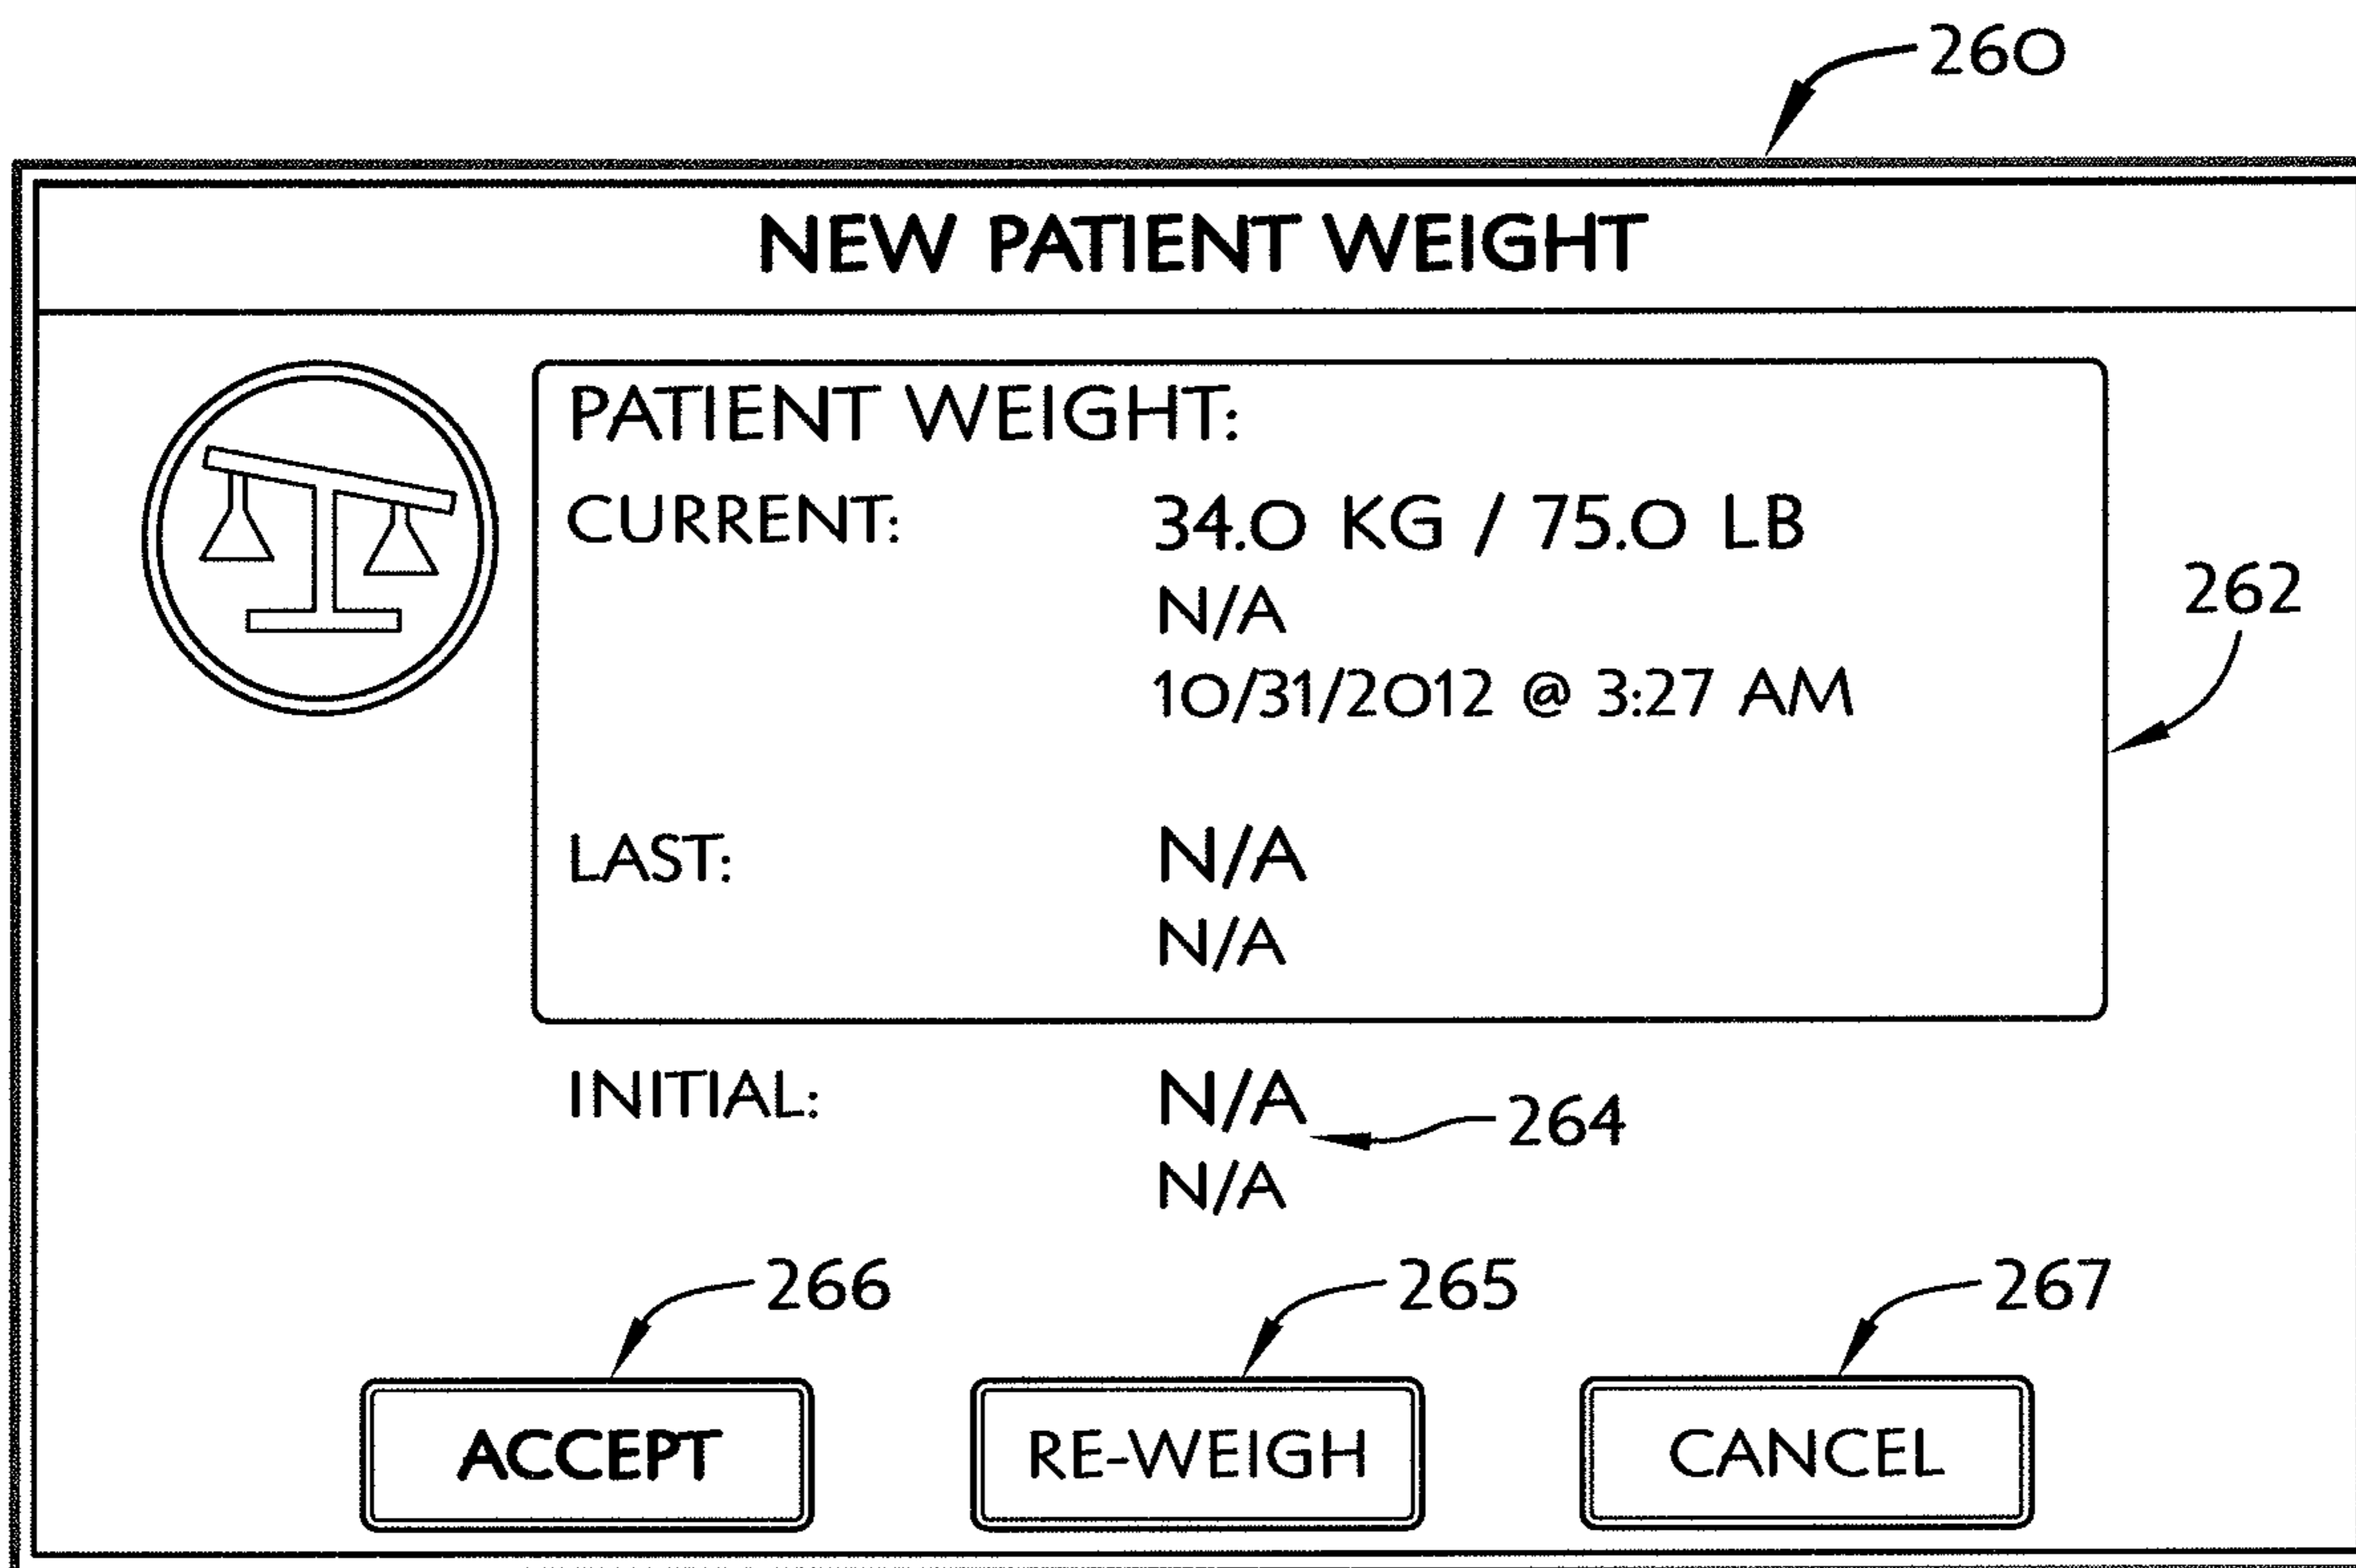 260
NEW PATIENT WEIGHT
PATIENT WEIGHT:
CURRENT: 34.0 KG / 75.0 LB
N/A
262
10/31/2012 @ 3:27 AM
LAST: N/A
N/A
INITIAL: N/A
264
N/A
266 265 267
ACCEPT RE-WEIGH CANCEL